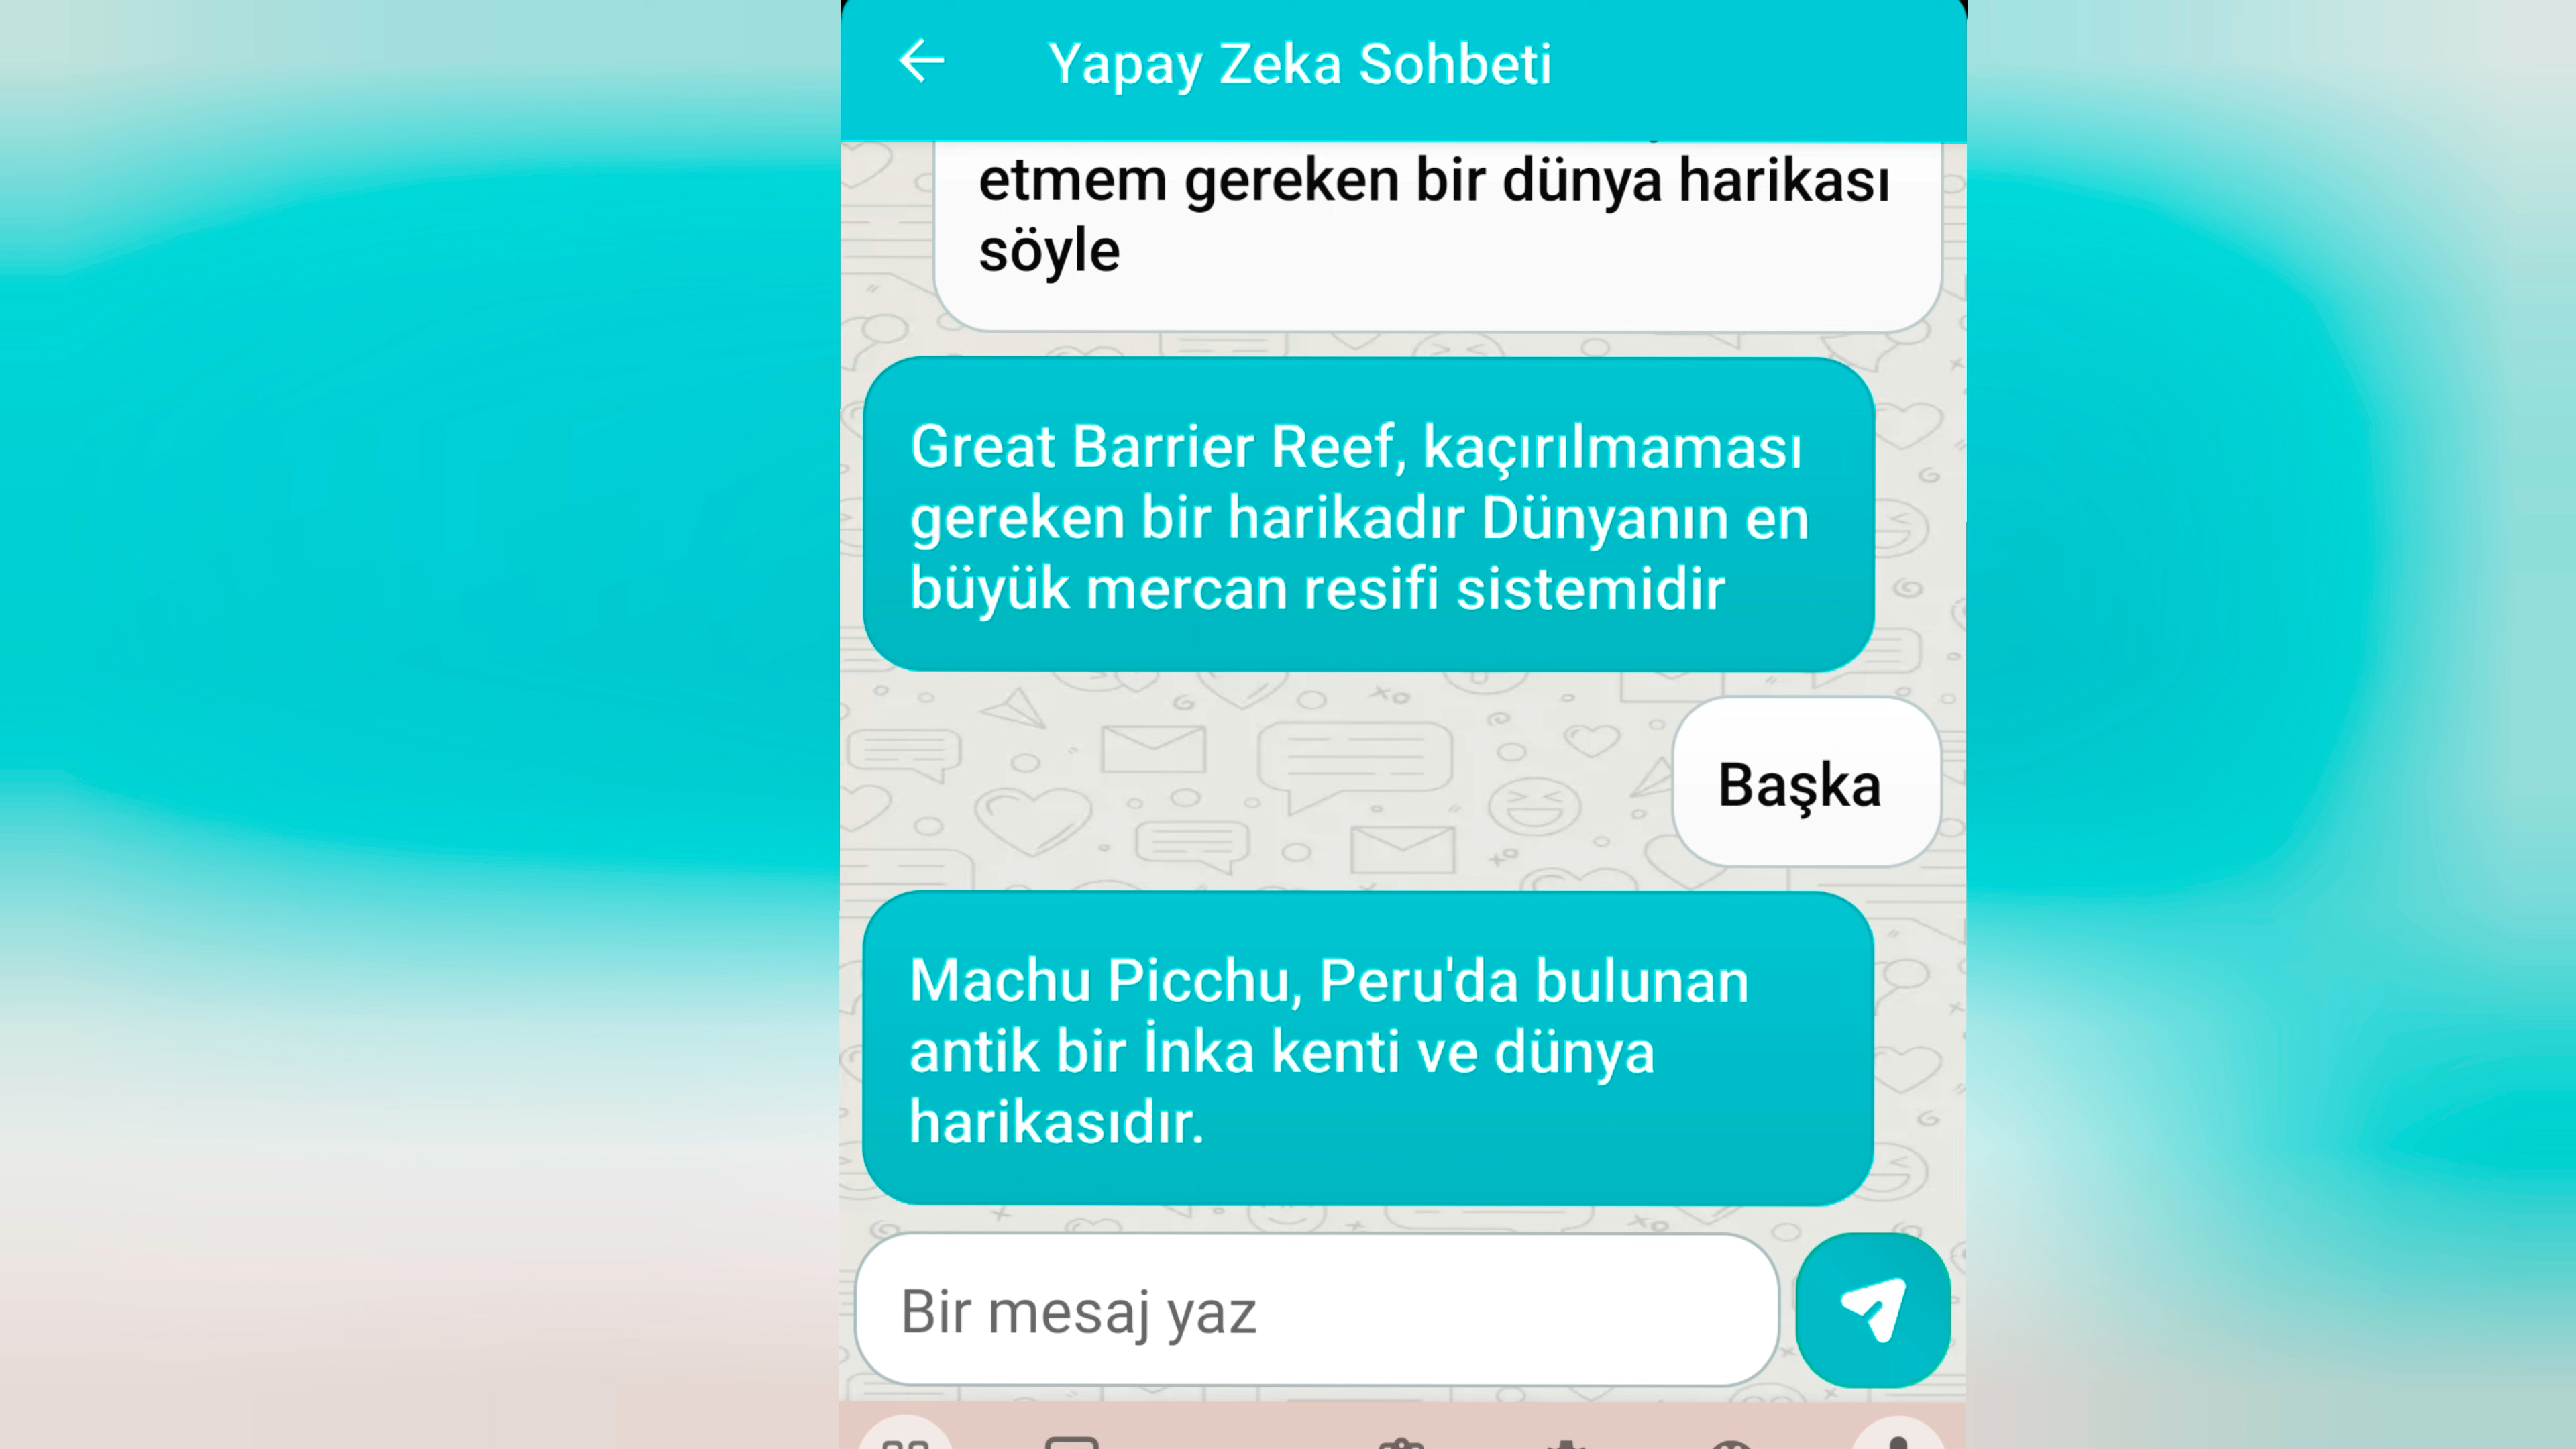 Yapay Zeka Sohbeti
etmem gereken bir dünya harikası
söyle
Great Barrier Reef, kaçırılmaması
gereken bir harikadır Dünyanın en
büyük mercan resifi sistemidir
Başka
Machu Picchu, Peru'da bulunan
antik bir İnka kenti ve dünya
harikasıdır.
Bir mesaj yaz